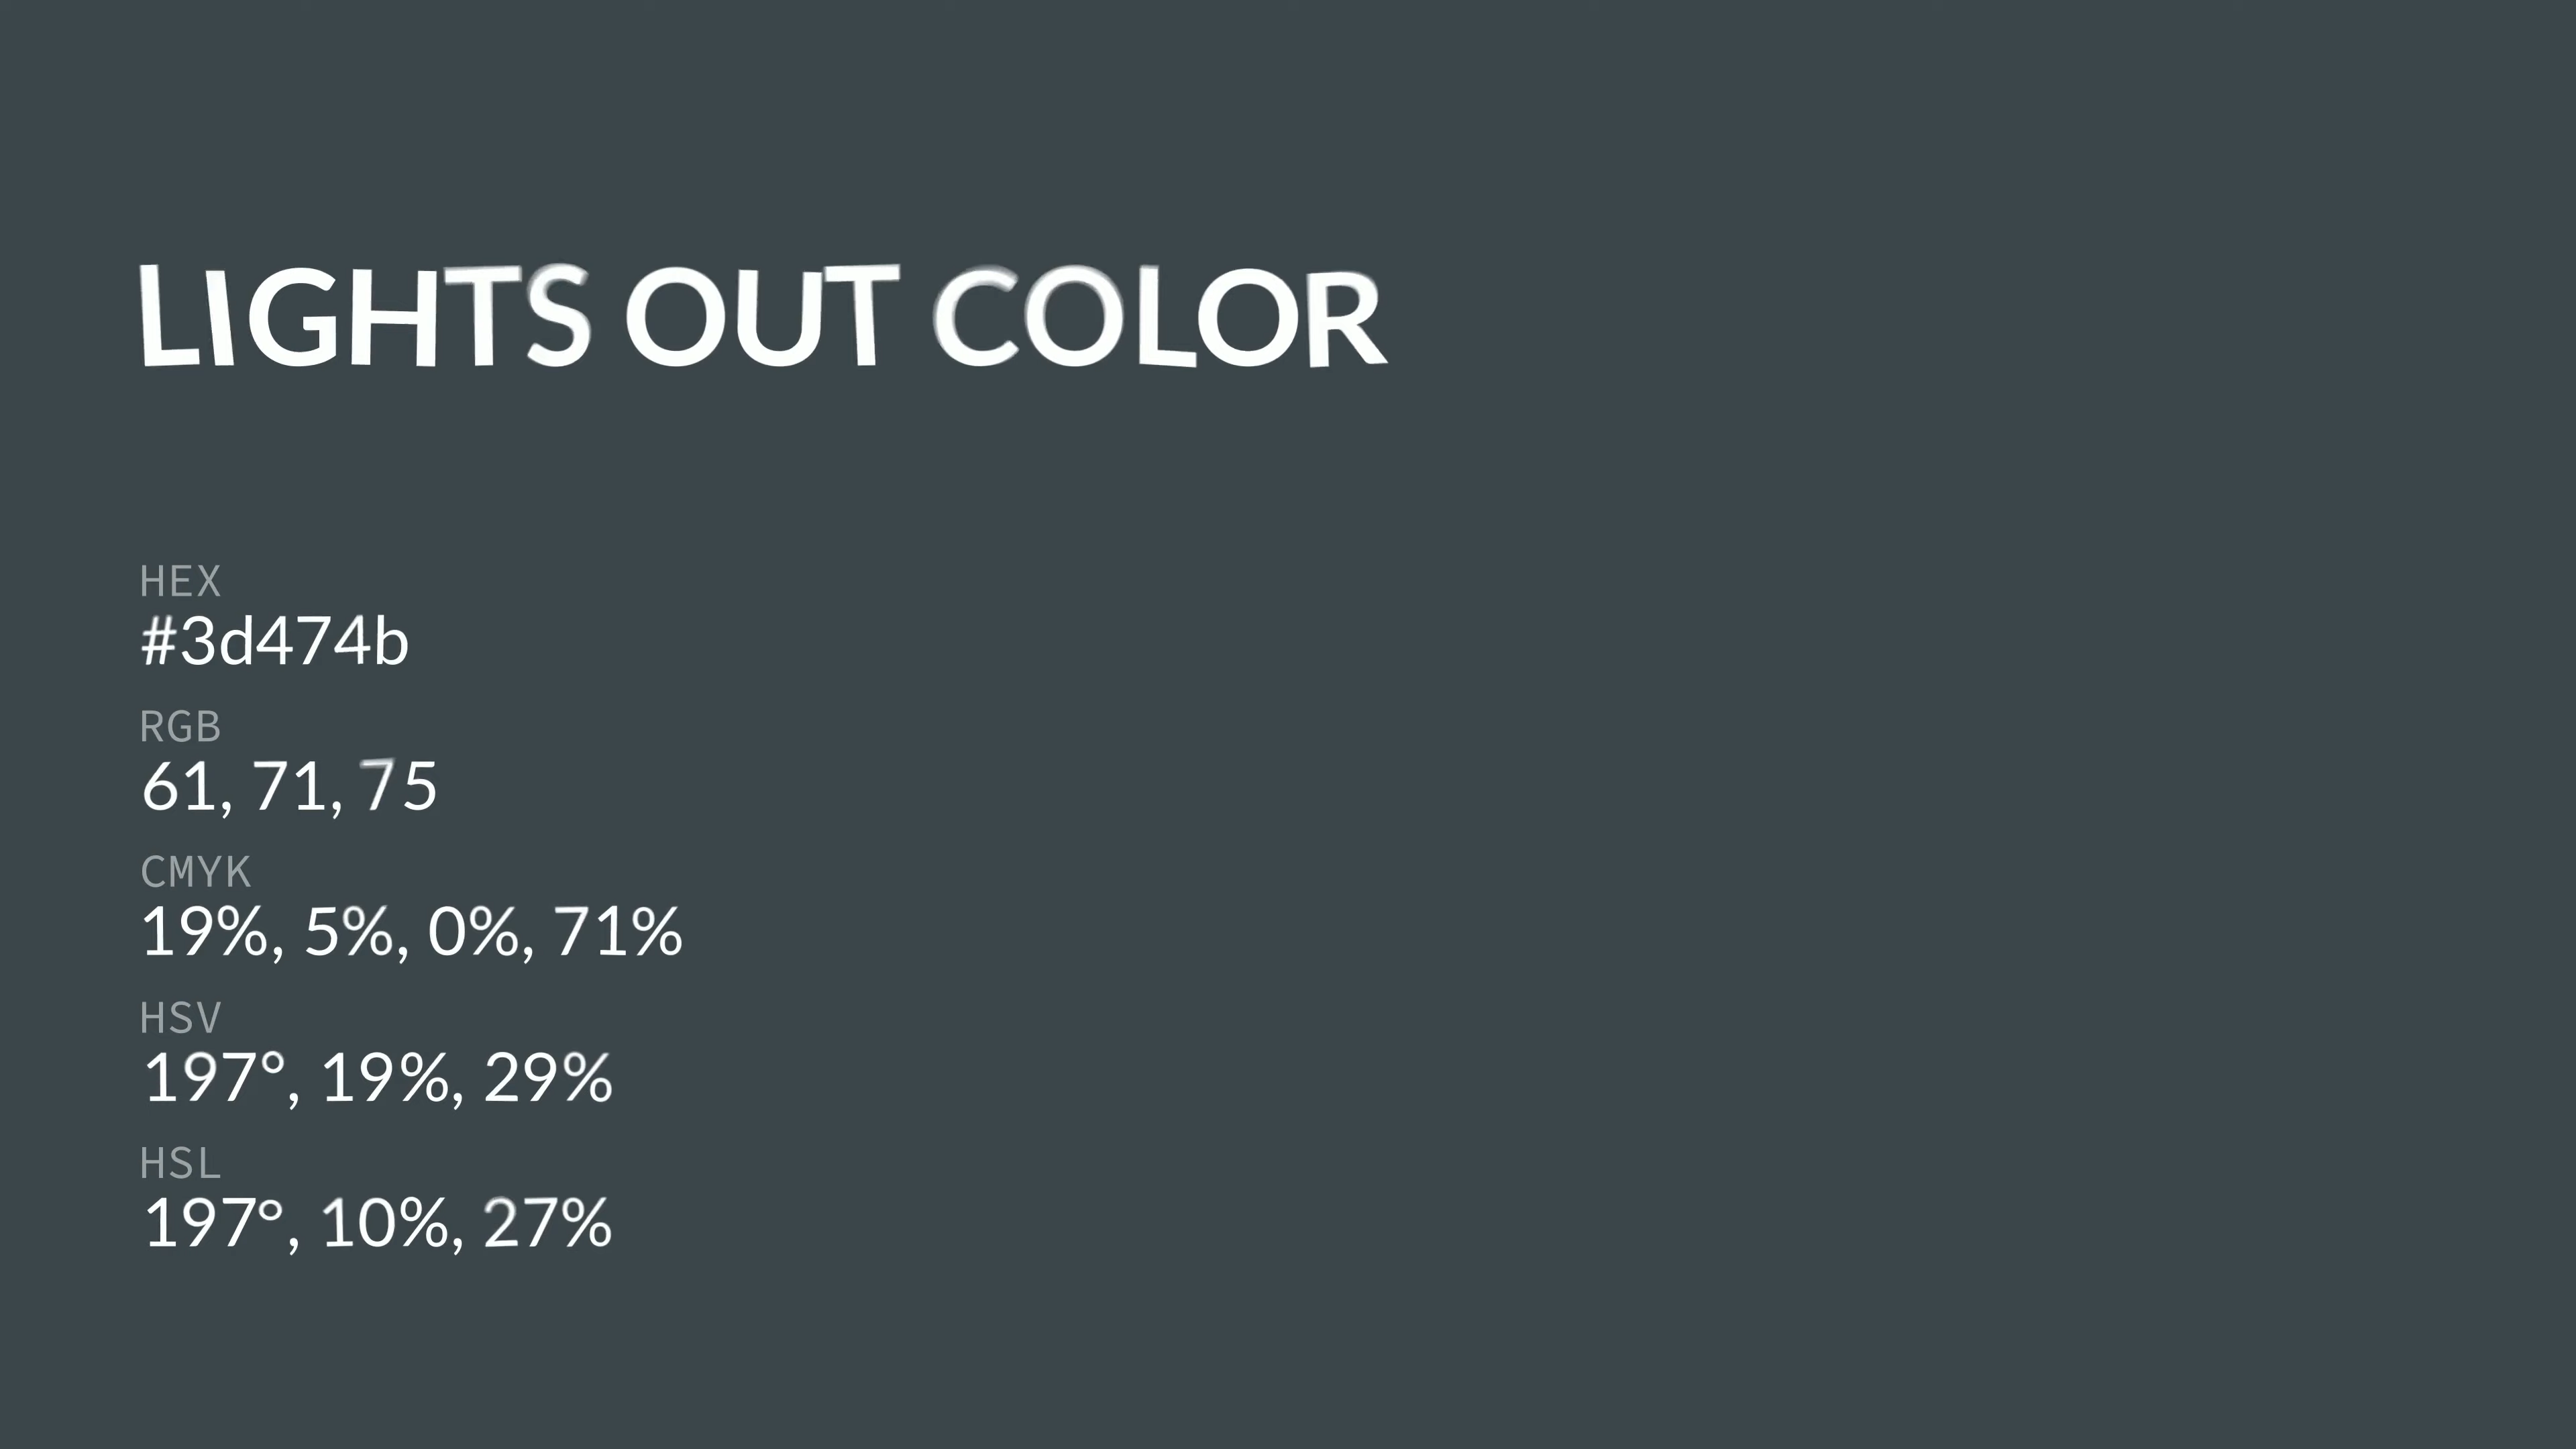 LIGHTS OUT COLOR
HEX
#3d474b
RGB
61, 71, 75
CMYK
19%, 5%, 0%, 71%
HSV
197°, 19%, 29%
HSL
197°, 10%, 27%